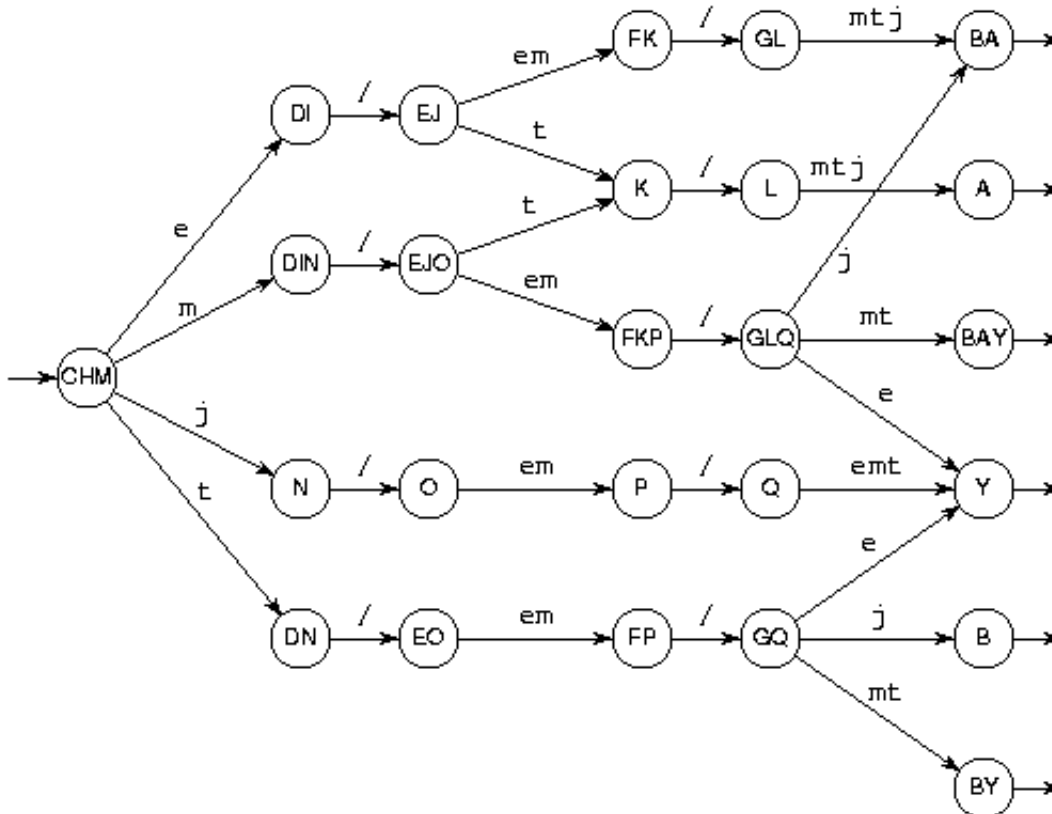 FK / GL mtj BA
em
DI / EJ
t
K / L mtj A
t
e
DIN / EJO
em
j
m
FKP / GLQ mt BAY
CHM
e
j
N / O em P / Q emt Y
t
e
DN / EO em FP / GQ j B
mt
BY